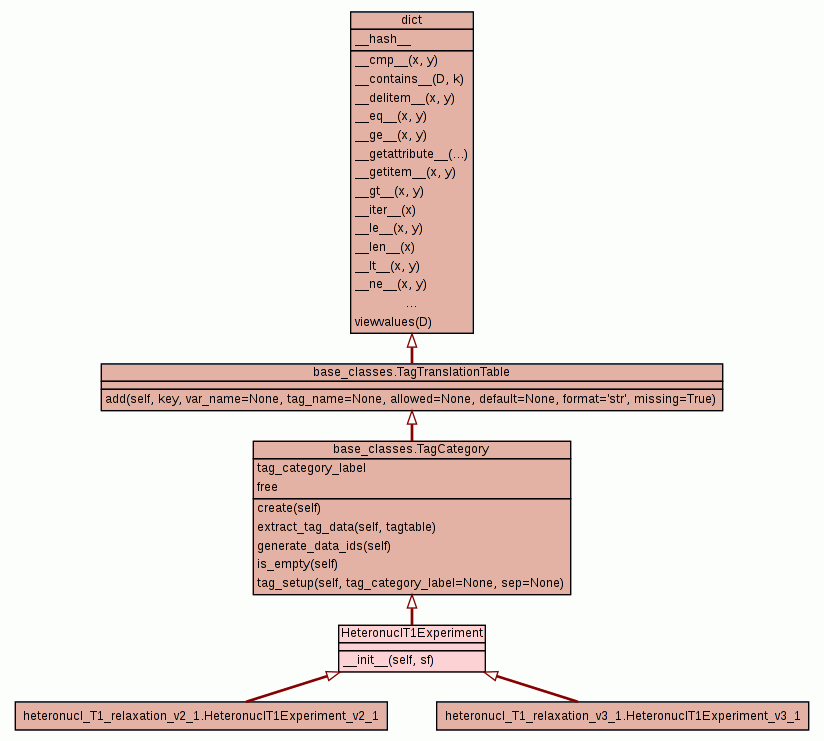 dict
__hash__
__cmp__(x, y)
__contains__(D, k)
__delitem__(x, y)
__eq__(x, y)
__ge__(x, y)
__getattribute__(...)
__getitem__(x, y)
__gt__(x, y)
__iter__(x)
__le__(x, y)
__len__(x)
__lt__(x, y)
__ne__(x, y)
...
viewvalues(D)
base_classes.TagTranslationTable
add(self, key, var_name=None, tag_name=None, allowed=None, default=None, format='str', missing=True)
base_classes.TagCategory
tag_category_label
free
create(self)
extract_tag_data(self, tagtable)
generate_data_ids(self)
is_empty(self)
tag_setup(self, tag_category_label=None, sep=None)
HeteronuclT1Experiment
__init__(self, sf)
heteronucl_T1_relaxation_v2_1.HeteronuclT1Experiment_v2_1
heteronucl_T1_relaxation_v3_1.HeteronuclT1Experiment_v3_1